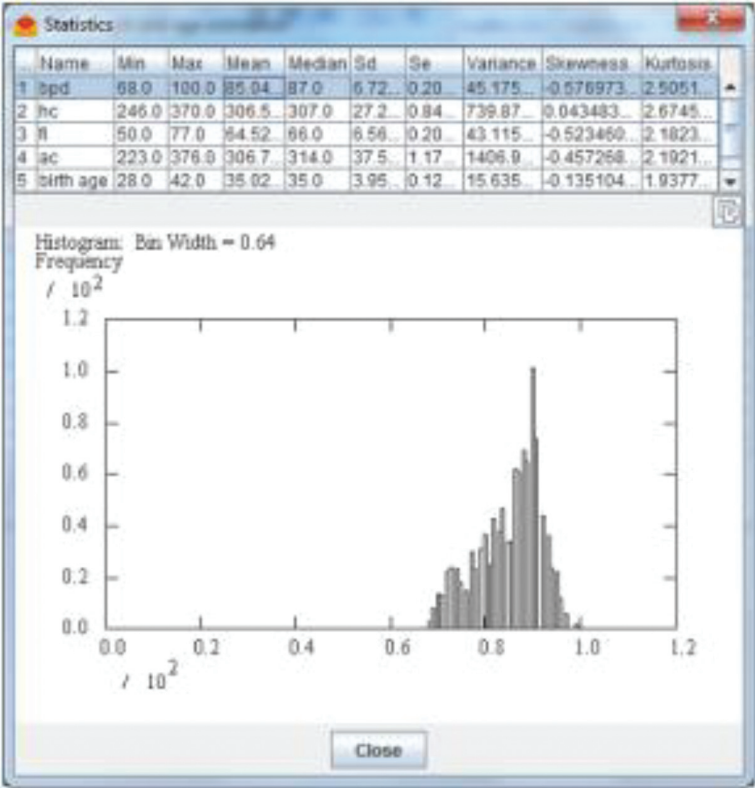 Statistics
... Name Min Max Mean Median Sd Se Variance Skewness Kurtosis
1 bpd 68.0 100.0 85.04... 87.0 6.72... 0.20... 45.175... -0.576973... 2.5051...
2 hc 246.0 370.0 306.5... 307.0 27.2... 0.84... 739.87... 0.043483... 2.6745...
3 fl 50.0 77.0 64.52... 66.0 6.56... 0.20... 43.115... -0.523460... 2.1823...
4 ac 223.0 376.0 306.7... 314.0 37.5... 1.17... 1406.9... -0.457268... 2.1921...
5 birth age 28.0 42.0 35.02... 35.0 3.95... 0.12... 15.635... -0.135104... 1.9377...
Histogram: Bin Width = 0.64
Frequency
/ 10^2
1.2
1.0
0.8
0.6
0.4
0.2
0.0
0.0 0.2 0.4 0.6 0.8 1.0 1.2
/ 10^2
Close